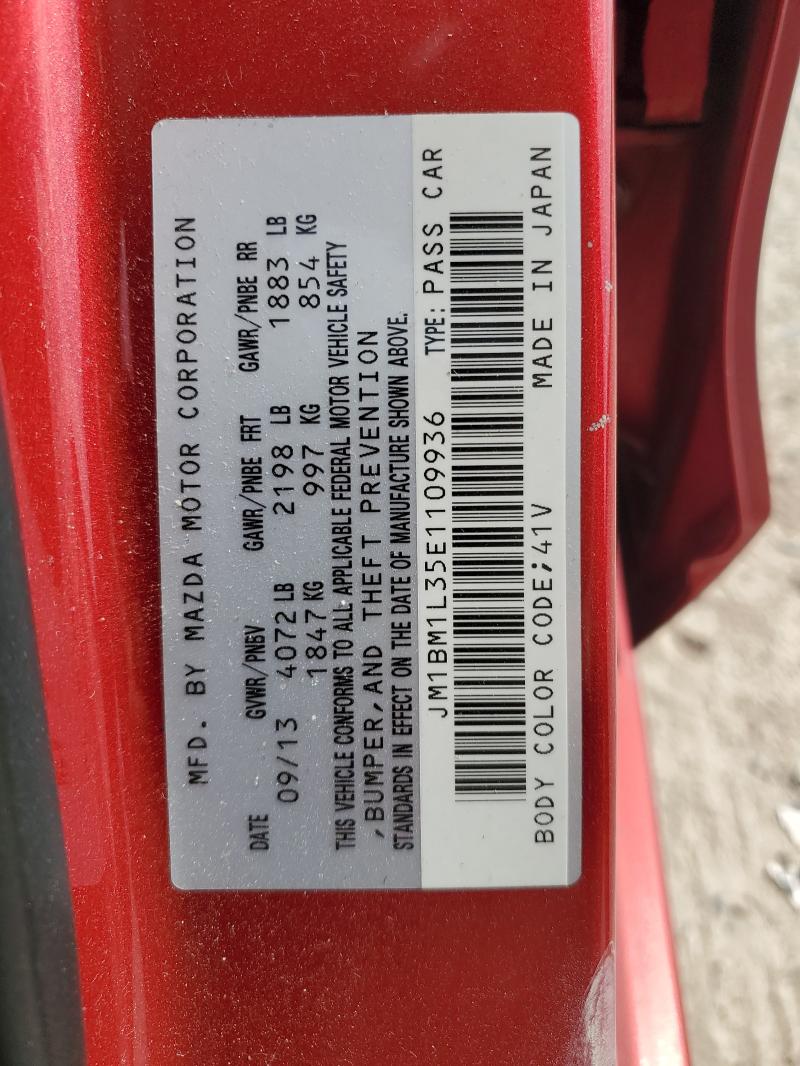 MFD. BY MAZDA MOTOR CORPORATION
DATE GVWR/PNBV GAWR/PNBE FRT GAWR/PNBE RR
09/13 4072 LB 2198 LB 1883 LB
1847 KG 997 KG 854 KG
THIS VEHICLE CONFORMS TO ALL APPLICABLE FEDERAL MOTOR VEHICLE SAFETY
,BUMPER,AND THEFT PREVENTION
STANDARDS IN EFFECT ON THE DATE OF MANUFACTURE SHOWN ABOVE.
JM1BM1L35E1109936 TYPE: PASS CAR
BODY COLOR CODE;41V MADE IN JAPAN